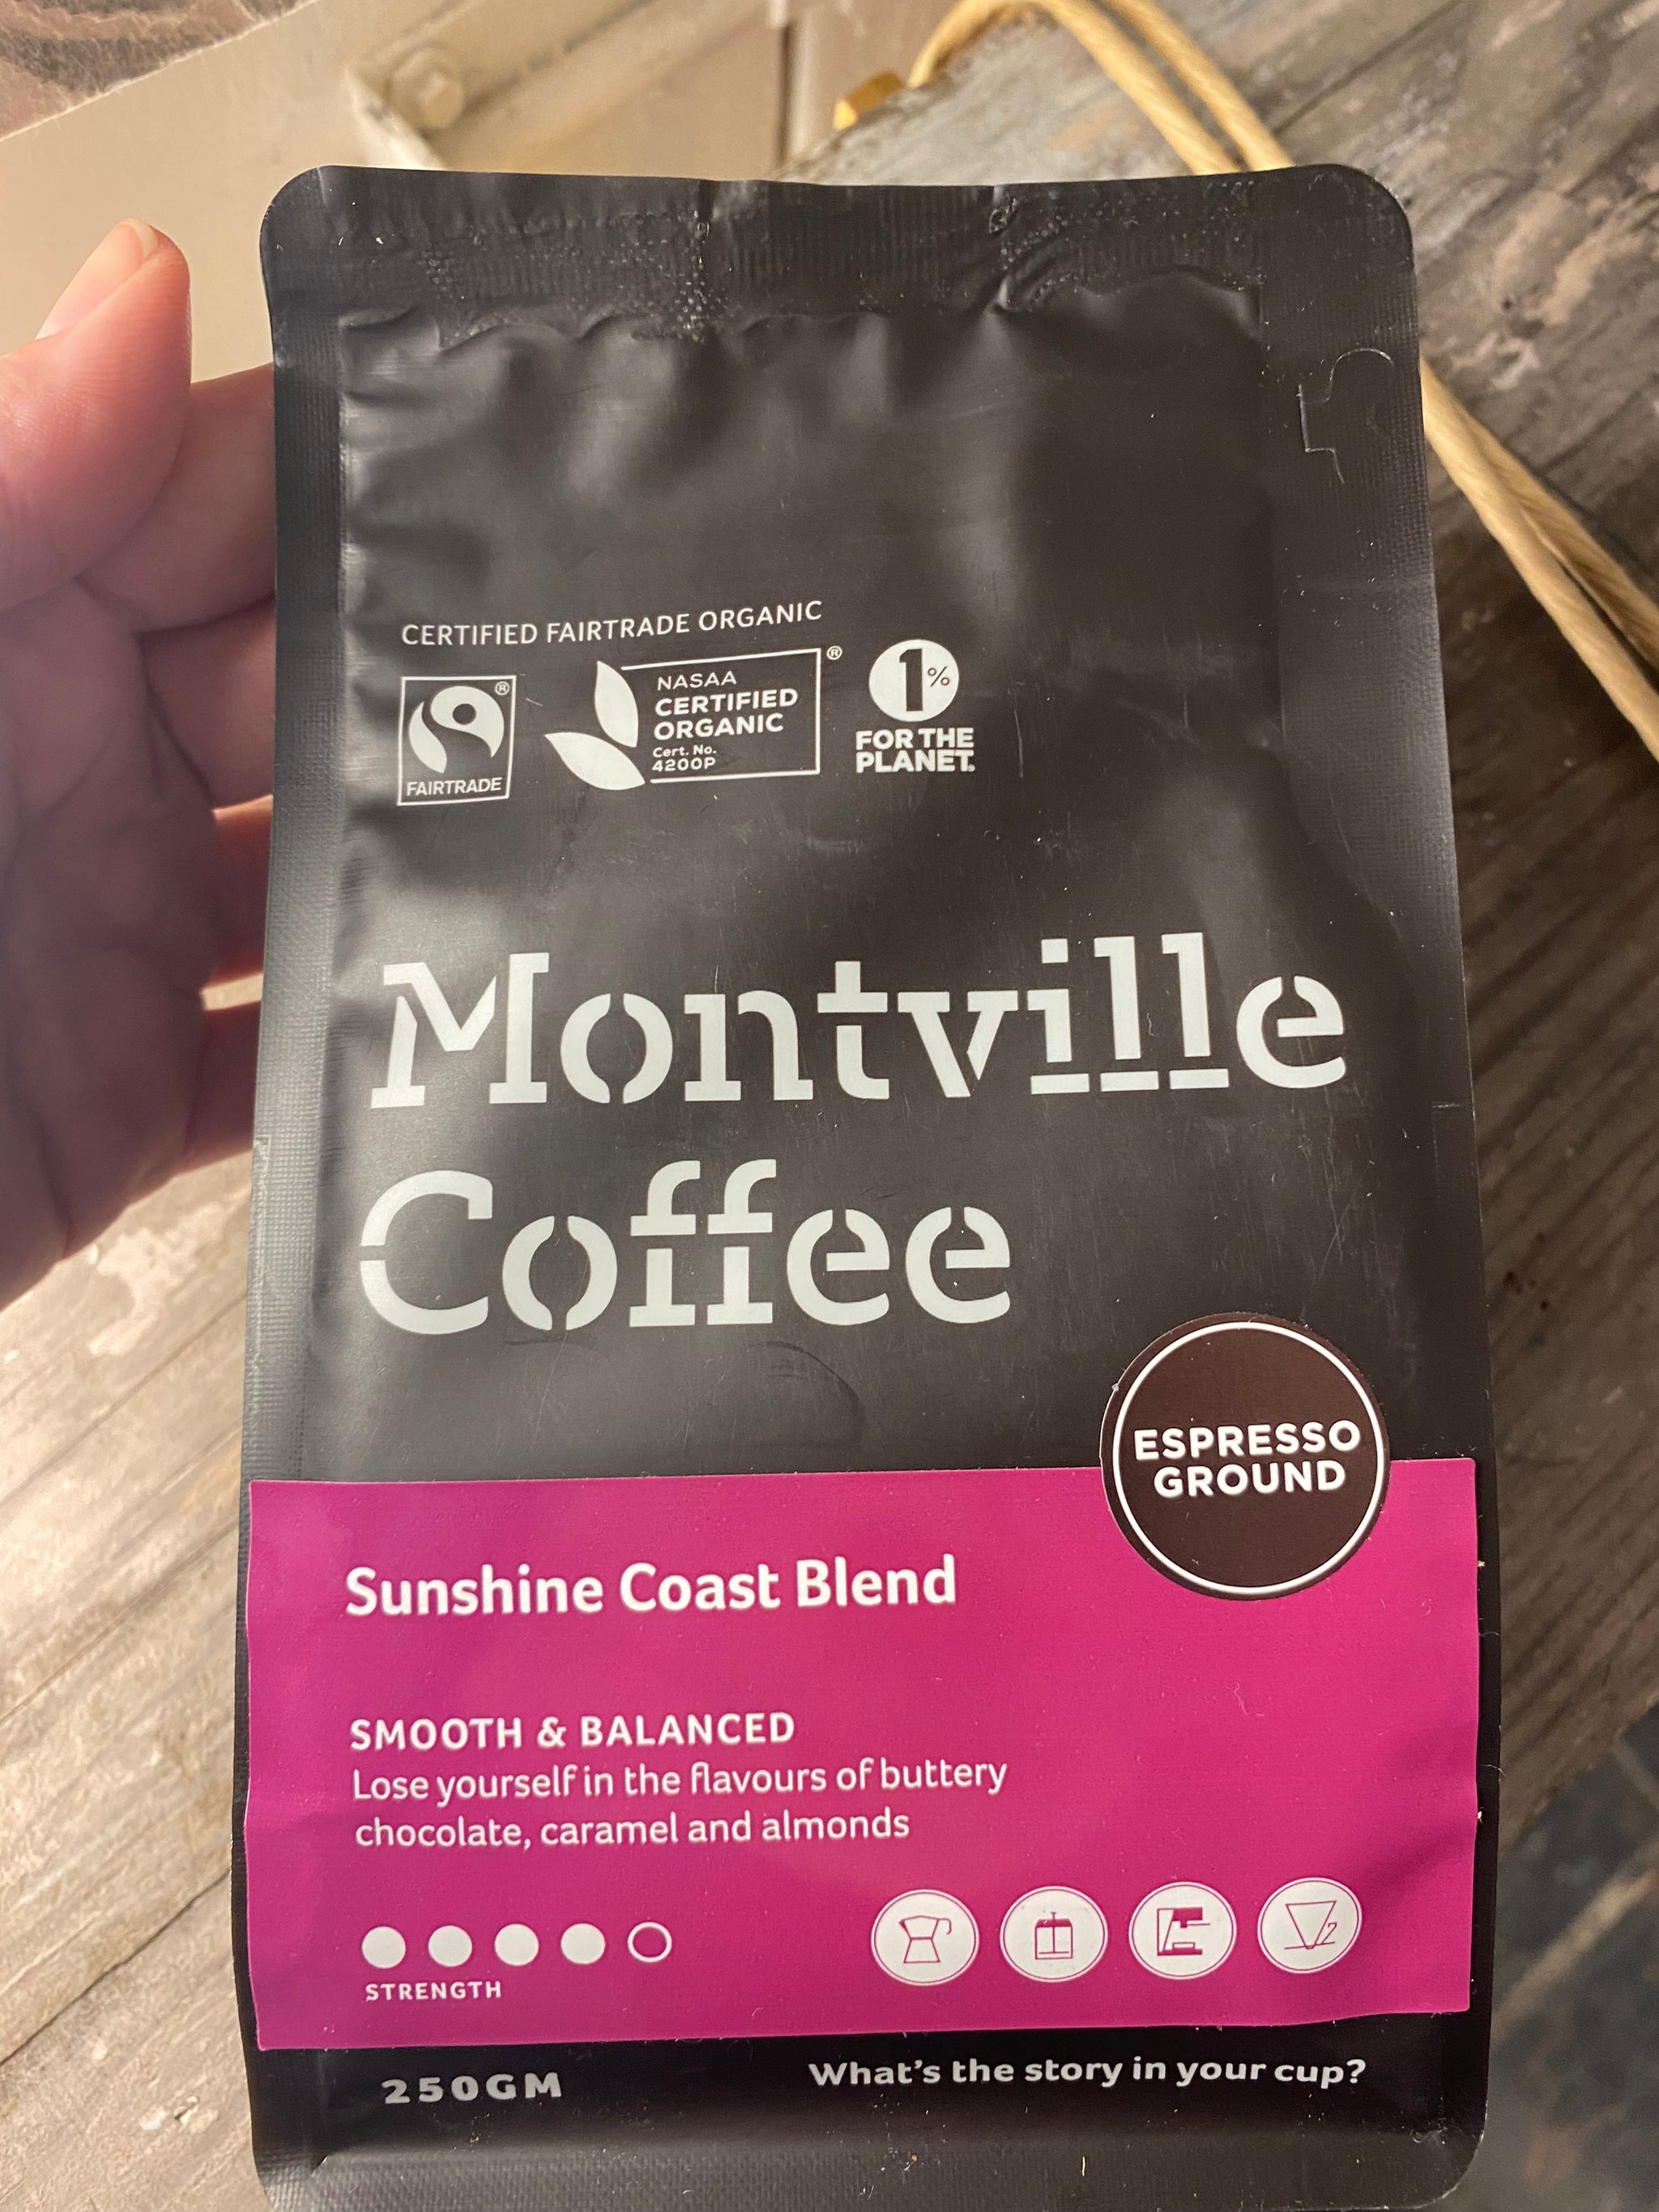 CERTIFIED FAIRTRADE ORGANIC
FAIRTRADE
®
NASAA
CERTIFIED
ORGANIC
Cert. No.
4200P
®
1%
FOR THE
PLANET®
Montville
Coffee
ESPRESSO
GROUND
Sunshine Coast Blend
SMOOTH & BALANCED
Lose yourself in the flavours of buttery
chocolate, caramel and almonds
STRENGTH
250GM
What's the story in your cup?